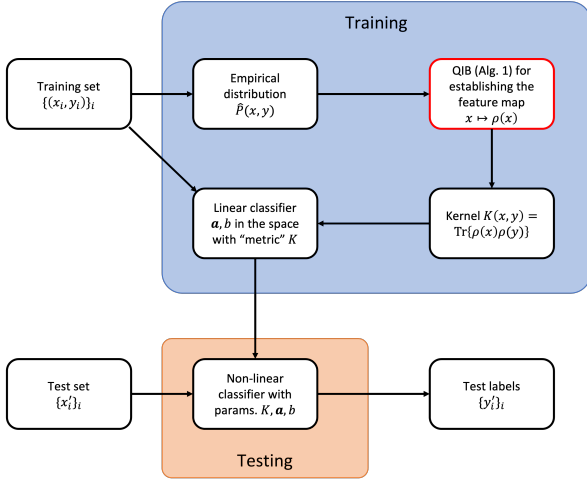 Training
Training set
{(x_i, y_i)}_i
Empirical
distribution
P̂(x, y)
QIB (Alg. 1) for
establishing the
feature map
x ↦ ρ(x)
Linear classifier
a, b in the space
with “metric” K
Kernel K(x, y) =
Tr{ρ(x)ρ(y)}
Test set
{x′_i}_i
Non-linear
classifier with
params. K, a, b
Test labels
{y′_i}_i
Testing